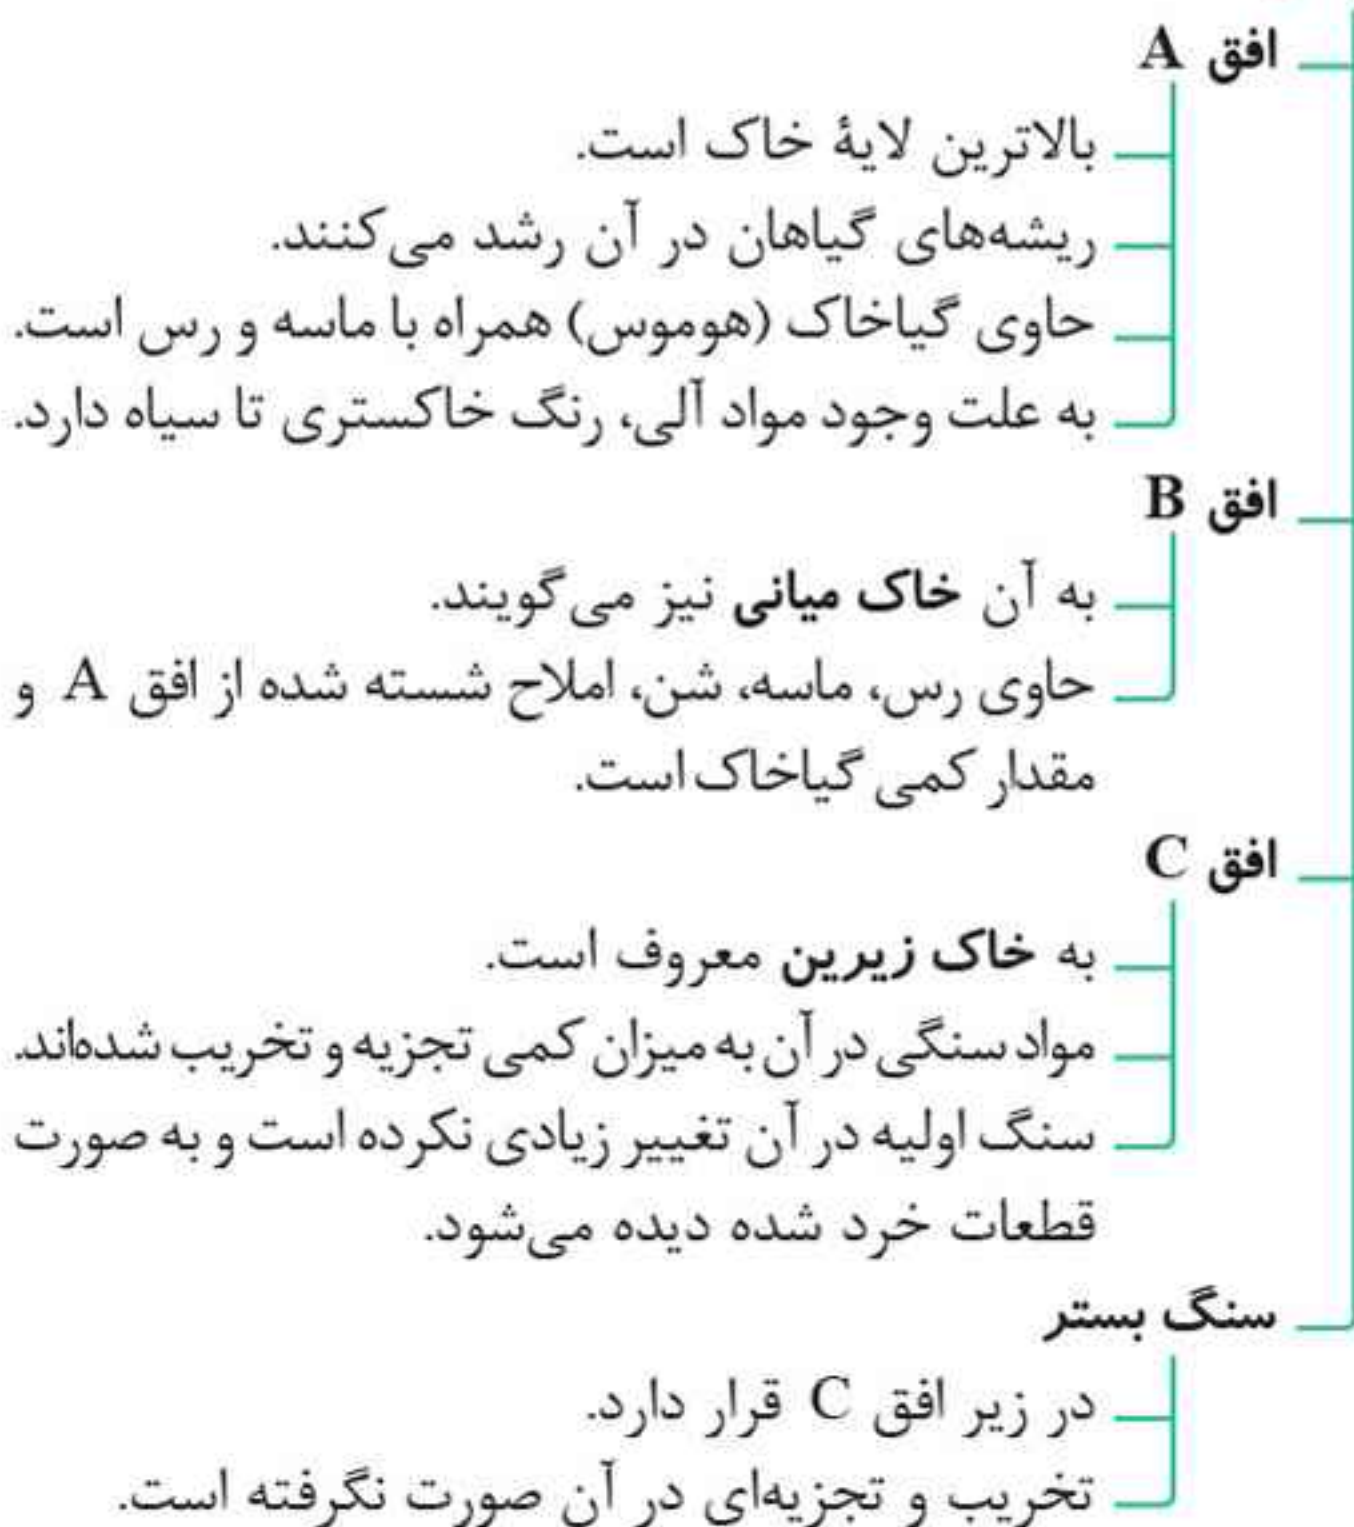 افق A
بالاترین لایهٔ خاک است.
ریشه‌های گیاهان در آن رشد می‌کنند.
حاوی گیاخاک (هوموس) همراه با ماسه و رس است.
به علت وجود مواد آلی، رنگ خاکستری تا سیاه دارد.
افق B
به آن خاک میانی نیز می‌گویند.
حاوی رس، ماسه، شن، املاح شسته شده از افق A و
مقدار کمی گیاخاک است.
افق C
به خاک زیرین معروف است.
مواد سنگی در آن به میزان کمی تجزیه و تخریب شده‌اند.
سنگ اولیه در آن تغییر زیادی نکرده است و به صورت
قطعات خرد شده دیده می‌شود.
سنگ بستر
در زیر افق C قرار دارد.
تخریب و تجزیه‌ای در آن صورت نگرفته است.